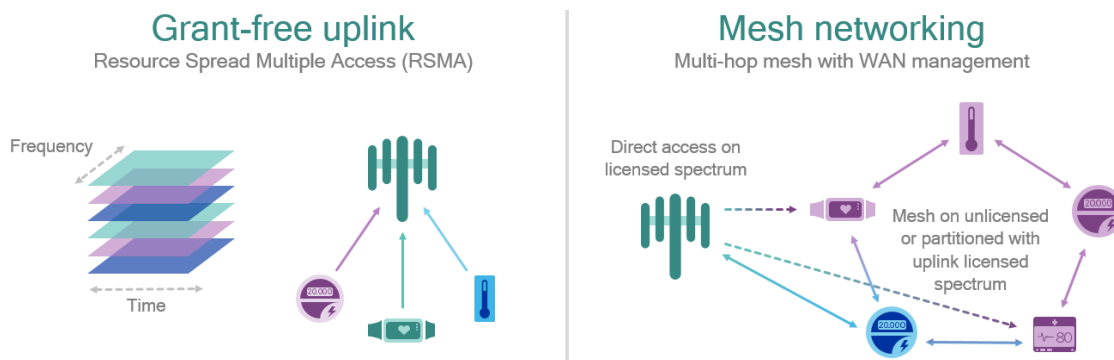 Grant-free uplink
Resource Spread Multiple Access (RSMA)
Frequency
Time
20.000
Mesh networking
Multi-hop mesh with WAN management
Direct access on
licensed spectrum
20.000
Mesh on unlicensed
or partitioned with
uplink licensed
spectrum
20.000
80